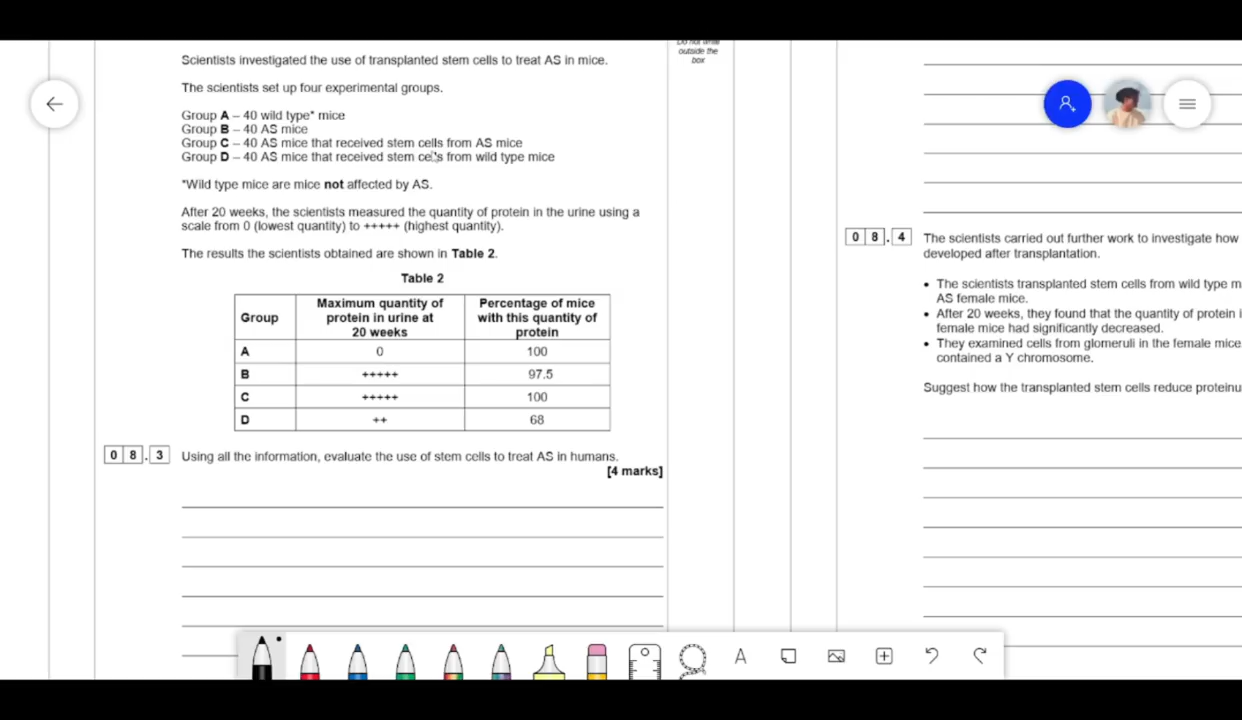 Do not write
outside the
box
Scientists investigated the use of transplanted stem cells to treat AS in mice.
The scientists set up four experimental groups.
Group A – 40 wild type* mice
Group B – 40 AS mice
Group C – 40 AS mice that received stem cells from AS mice
Group D – 40 AS mice that received stem cells from wild type mice
*Wild type mice are mice not affected by AS.
After 20 weeks, the scientists measured the quantity of protein in the urine using a
scale from 0 (lowest quantity) to +++++ (highest quantity).
The results the scientists obtained are shown in Table 2.
Table 2
Group | Maximum quantity of protein in urine at 20 weeks | Percentage of mice with this quantity of protein
A | 0 | 100
B | +++++ | 97.5
C | +++++ | 100
D | ++ | 68
0 8 . 3 Using all the information, evaluate the use of stem cells to treat AS in humans.
[4 marks]
0 8 . 4 The scientists carried out further work to investigate how
developed after transplantation.
• The scientists transplanted stem cells from wild type m
AS female mice.
• After 20 weeks, they found that the quantity of protein i
female mice had significantly decreased.
• They examined cells from glomeruli in the female mice
contained a Y chromosome.
Suggest how the transplanted stem cells reduce proteinu
A